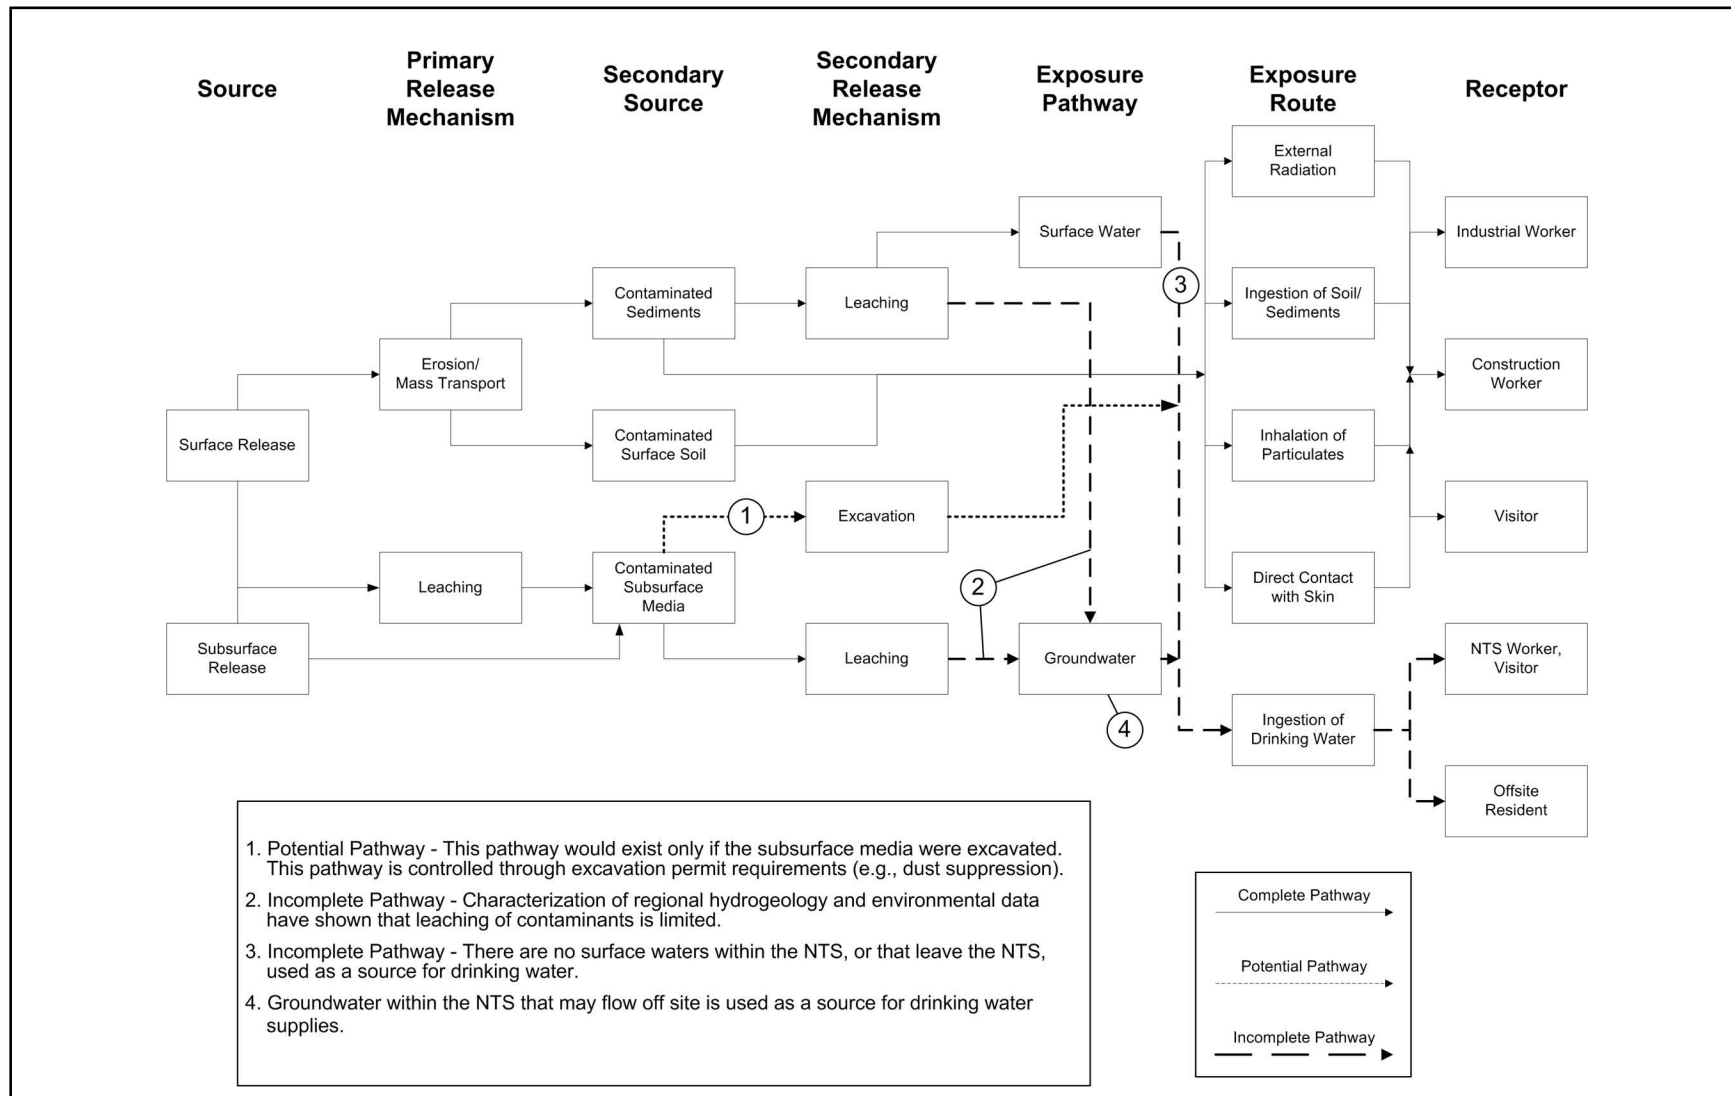 Source
Primary
Release
Mechanism
Secondary
Source
Secondary
Release
Mechanism
Exposure
Pathway
Exposure
Route
Receptor
External
Radiation
Surface Water
Industrial Worker
3
Contaminated
Sediments
Leaching
Ingestion of Soil/
Sediments
Erosion/
Mass Transport
Construction
Worker
Surface Release
Contaminated
Surface Soil
Inhalation of
Particulates
1
Excavation
Visitor
Leaching
Contaminated
Subsurface
Media
2
Direct Contact
with Skin
Subsurface
Release
Leaching
Groundwater
NTS Worker,
Visitor
4
Ingestion of
Drinking Water
Offsite
Resident
1. Potential Pathway - This pathway would exist only if the subsurface media were excavated.
This pathway is controlled through excavation permit requirements (e.g., dust suppression).
2. Incomplete Pathway - Characterization of regional hydrogeology and environmental data
have shown that leaching of contaminants is limited.
3. Incomplete Pathway - There are no surface waters within the NTS, or that leave the NTS,
used as a source for drinking water.
4. Groundwater within the NTS that may flow off site is used as a source for drinking water
supplies.
Complete Pathway
Potential Pathway
Incomplete Pathway